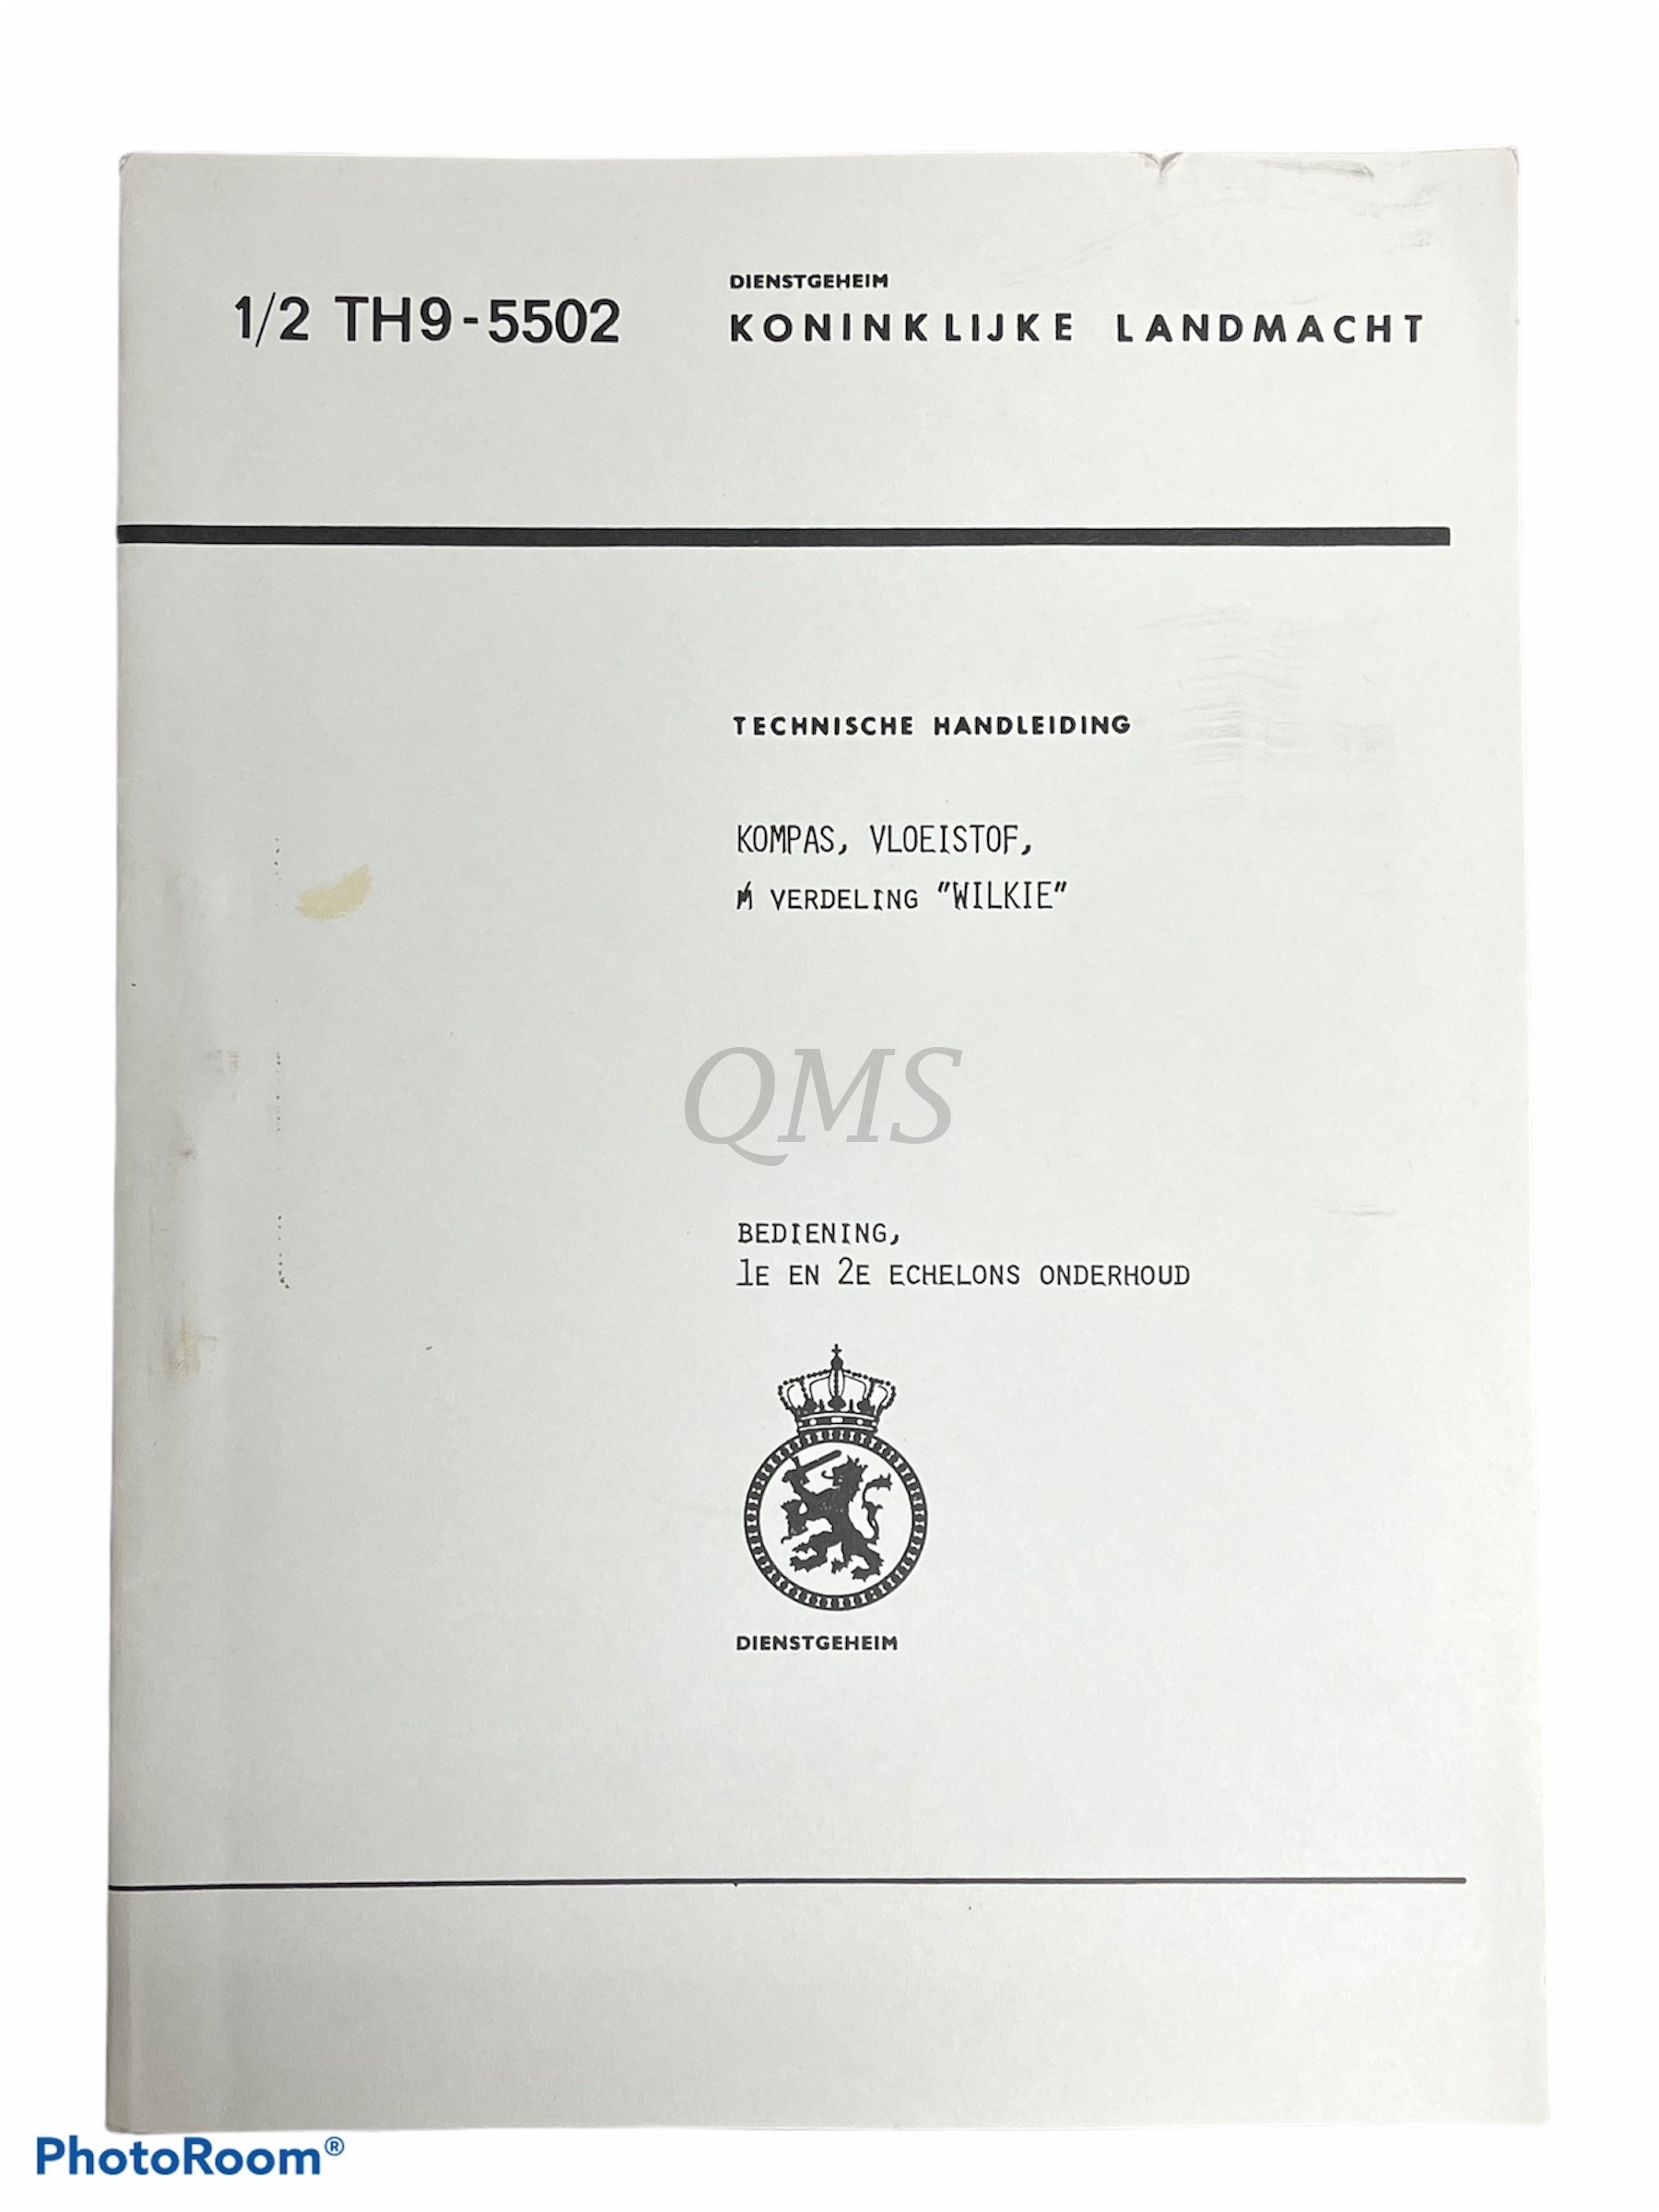 DIENSTGEHEIM
1/2 TH9-5502 KONINKLIJKE LANDMACHT
TECHNISCHE HANDLEIDING
KOMPAS, VLOEISTOF,
VERDELING "WILKIE"
QMS
BEDIENING,
1E EN 2E ECHELONS ONDERHOUD
DIENSTGEHEIM
PhotoRoom®